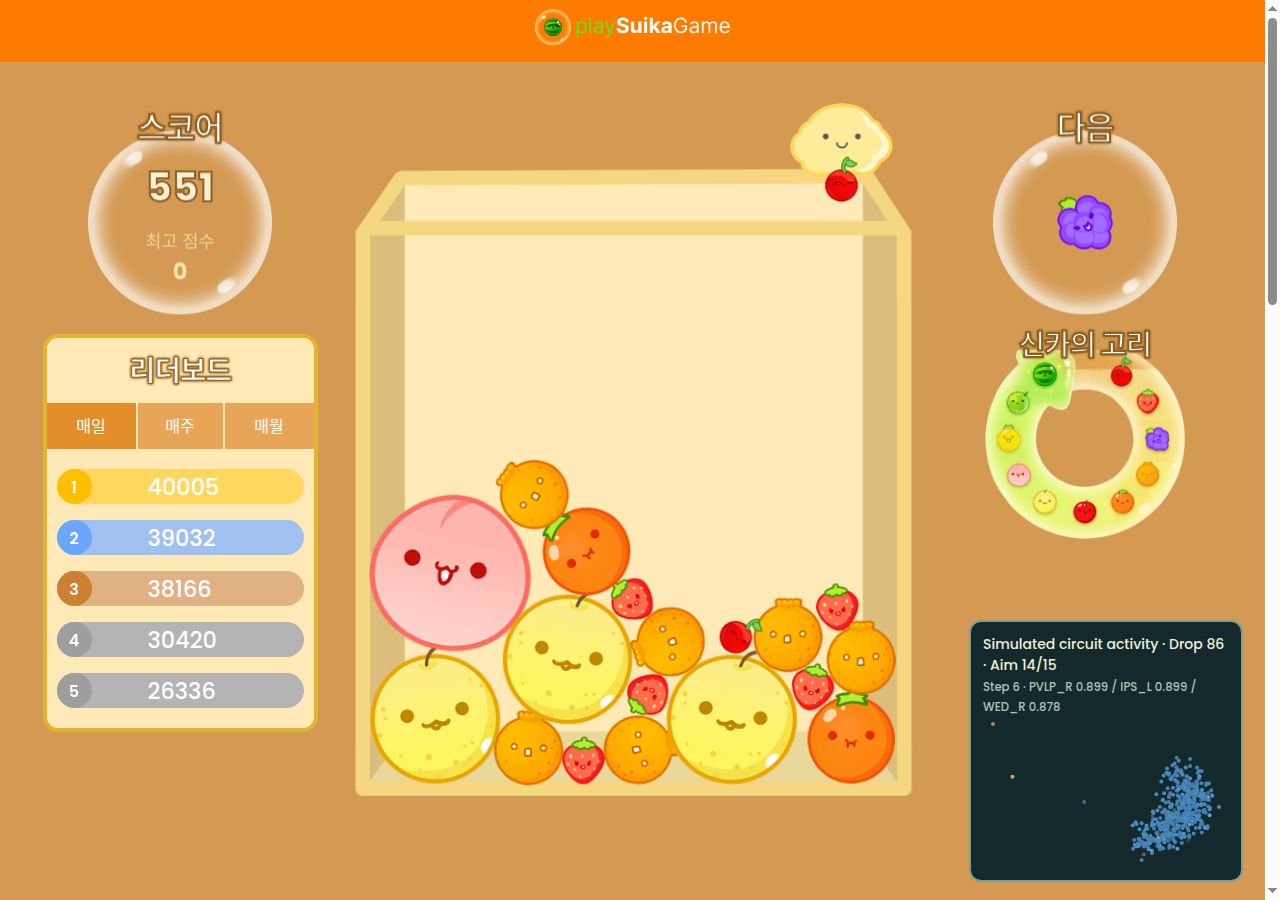 playSuikaGame
스코어
551
최고 점수
0
리더보드
매일 매주 매월
1 40005
2 39032
3 38166
4 30420
5 26336
다음
신카의 고리
Simulated circuit activity · Drop 86
· Aim 14/15
Step 6 · PVLP_R 0.899 / IPS_L 0.899 /
WED_R 0.878